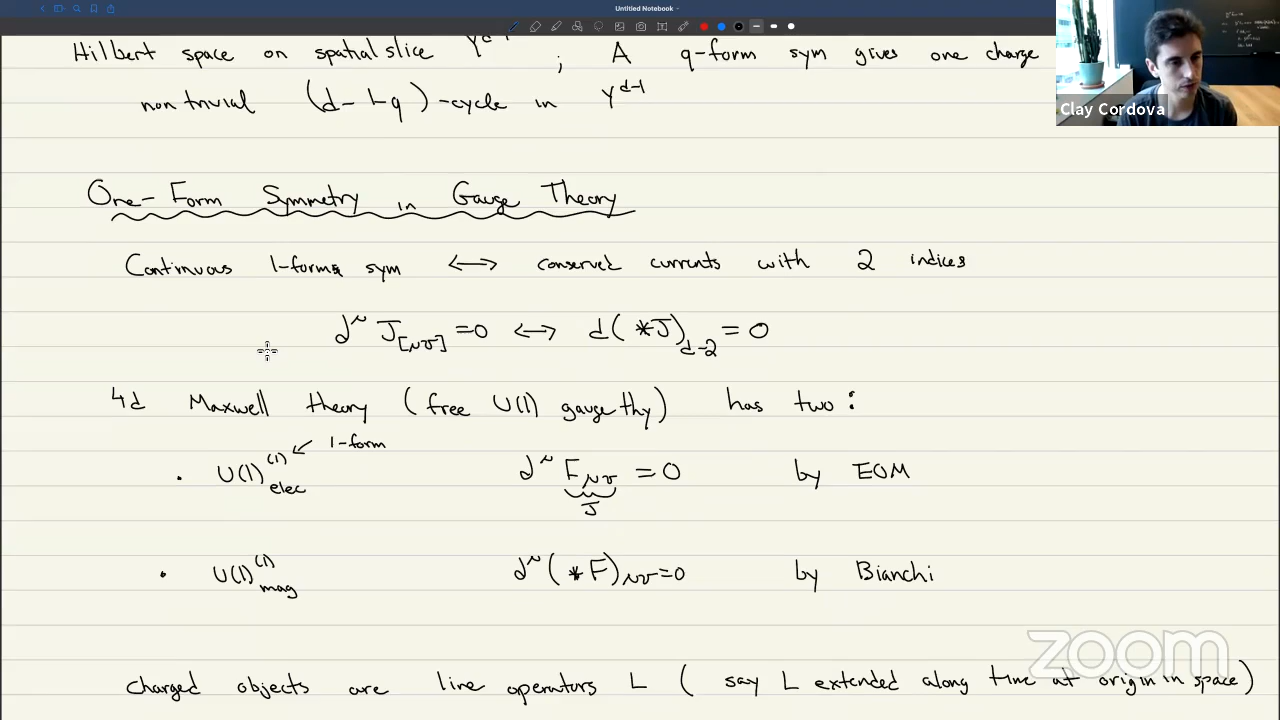 Untitled Notebook
Hilbert space on spatial slice Y^{d-1} ; A q-form sym gives one charge
nontrivial (d-1-q)-cycle in Y^{d-1}
Clay Cordova
One-Form Symmetry in Gauge Theory
Continuous 1-form sym ⟷ conserved currents with 2 indices
∂^μ J_{[μν]} = 0 ⟷ d(*J)_{d-2} = 0
4d Maxwell theory (free U(1) gauge thy) has two:
1-form
• U(1)^{(1)}_{elec} ∂^μ F_{μν} = 0 by EOM
J
• U(1)^{(1)}_{mag} ∂^μ (*F)_{μν} = 0 by Bianchi
charged objects are line operators L (say L extended along time at origin in space)
zoom